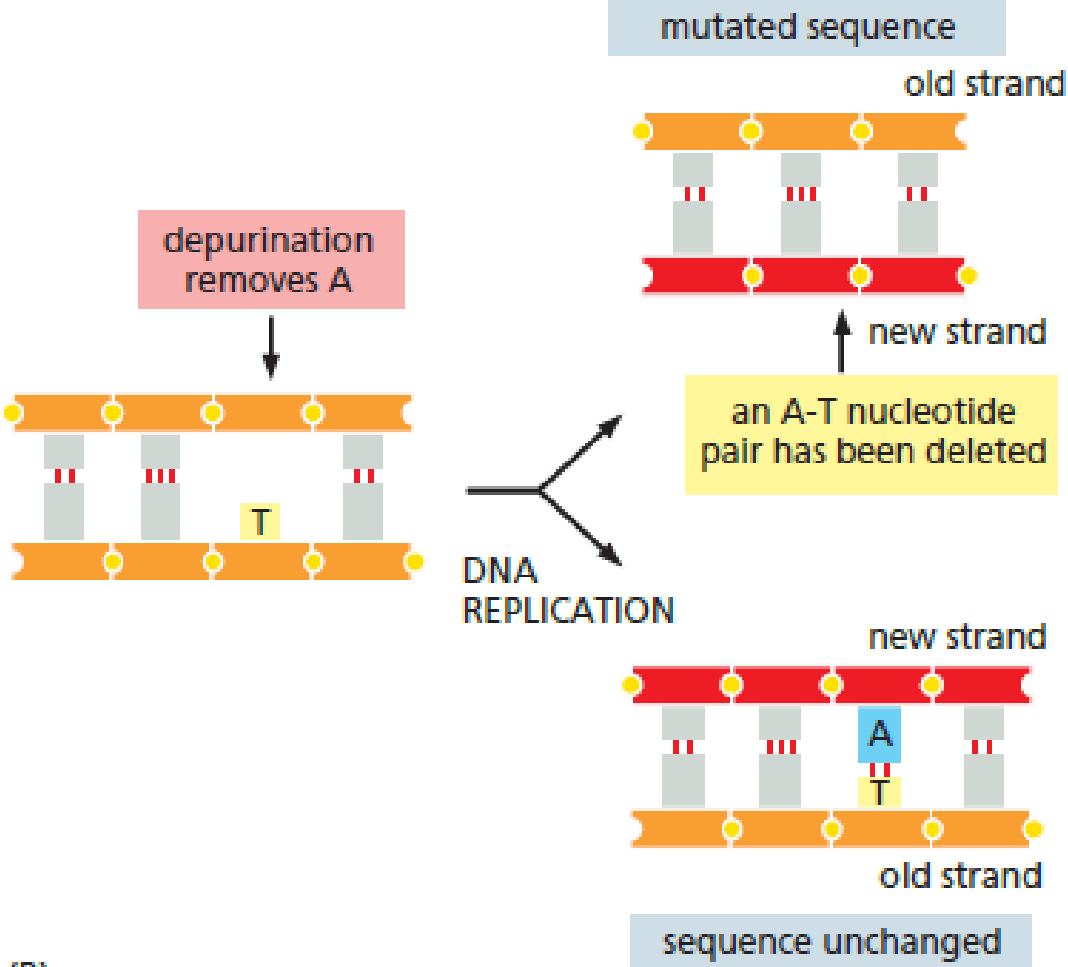 mutated sequence
old strand
depurination
removes A
new strand
an A-T nucleotide
pair has been deleted
T
DNA
REPLICATION
new strand
A
T
old strand
sequence unchanged